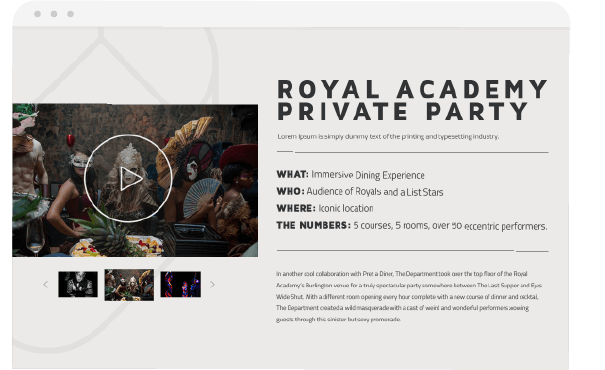 ROYAL ACADEMY
PRIVATE PARTY
Lorem Ipsum is simply dummy text of the printing and typesetting industry.
WHAT: Immersive Dining Experience
WHO: Audience of Royals and a List Stars
WHERE: Iconic location
THE NUMBERS: 5 courses, 5 rooms, over 50 eccentric performers.
In another cool collaboration with Pret a Diner, The Department took over the top floor of the Royal
Academy's Burlington venue for a truly spectacular party somewhere between The Last Supper and Eyes
Wide Shut. With a different room opening every hour complete with a new course of dinner and cocktail,
The Department created a wild masquerade with a cast of weird and wonderful performers wooing
guests through this sinister but sexy promenade.